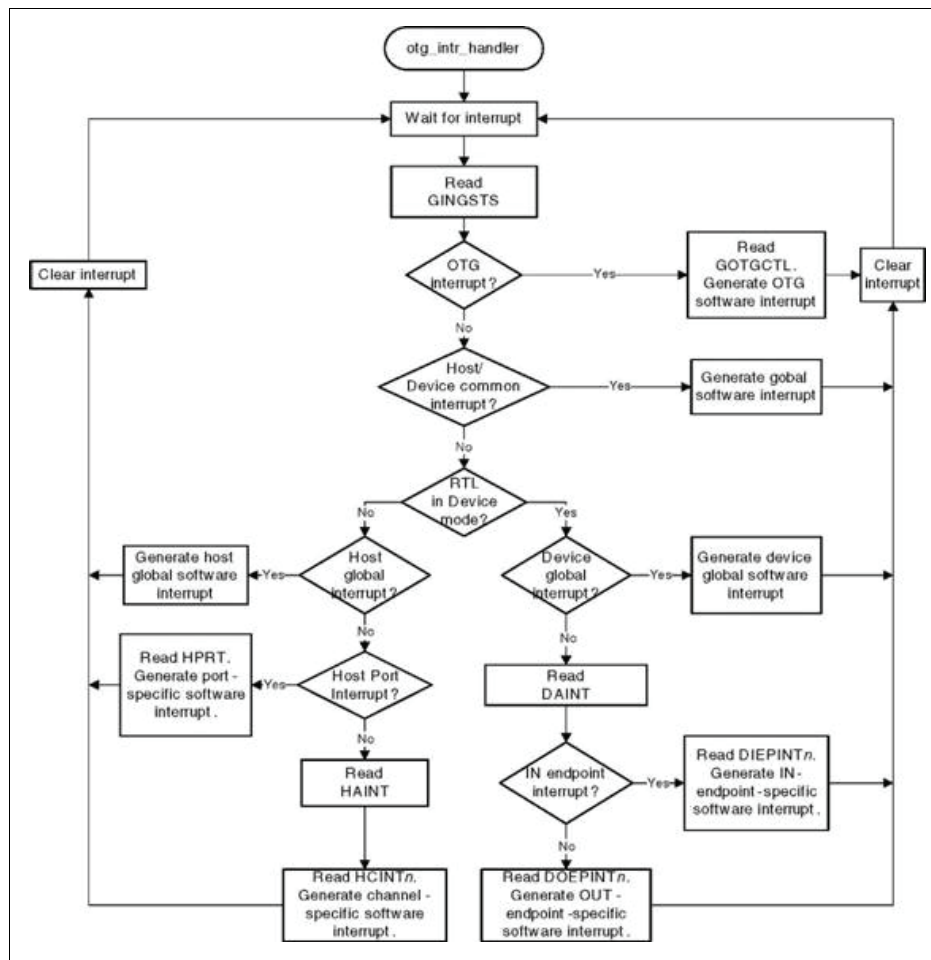 otg_intr_handler
Wait for interrupt
Read
GINGSTS
OTG
interrupt?
Yes
Read
GOTGCTL.
Generate OTG
software interrupt
Clear
interrupt
Clear interrupt
No
Host/
Device common
interrupt?
Yes
Generate gobal
software interrupt
No
RTL
in Device
mode?
No
Yes
Host
global
interrupt?
Yes
Generate host
global software
interrupt
Device
global
interrupt?
Yes
Generate device
global software
interrupt
No
No
Host Port
Interrupt?
Yes
Read HPRT.
Generate port-
specific software
interrupt.
Read
DAINT
No
Read
HAINT
IN endpoint
interrupt?
Yes
Read DIEPINTn.
Generate IN-
endpoint-specific
software interrupt.
No
Read HCINTn.
Generate channel-
specific software
interrupt.
Read DOEPINTn.
Generate OUT-
endpoint-specific
software interrupt.